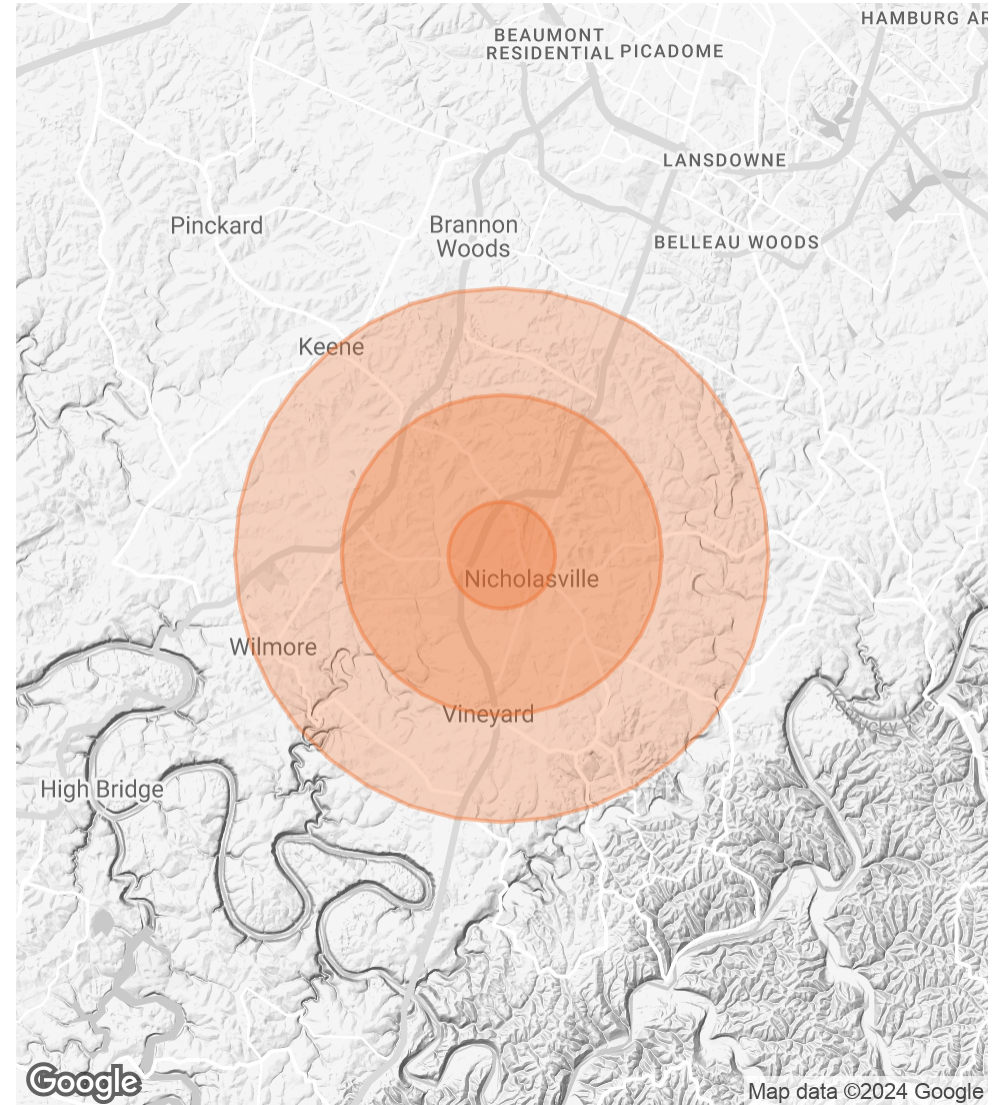 HAMBURG AR
BEAUMONT
RESIDENTIAL
PICADOME
LANSDOWNE
Pinckard
Brannon
Woods
BELLEAU WOODS
Keene
Nicholasville
Wilmore
Vineyard
High Bridge
Google
Map data ©2024 Google